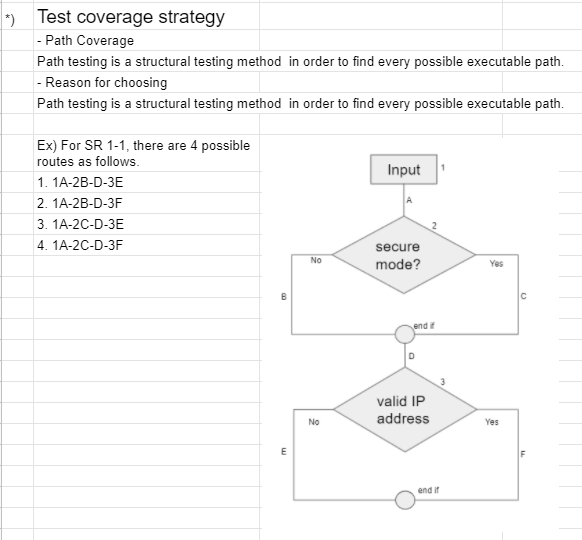 *) Test coverage strategy
- Path Coverage
Path testing is a structural testing method  in order to find every possible executable path.
- Reason for choosing
Path testing is a structural testing method  in order to find every possible executable path.
Ex) For SR 1-1, there are 4 possible
routes as follows.
1. 1A-2B-D-3E
2. 1A-2B-D-3F
3. 1A-2C-D-3E
4. 1A-2C-D-3F
Input 1
A
2
secure
mode?
No
Yes
B
C
end if
D
3
valid IP
address
No
Yes
E
F
end if